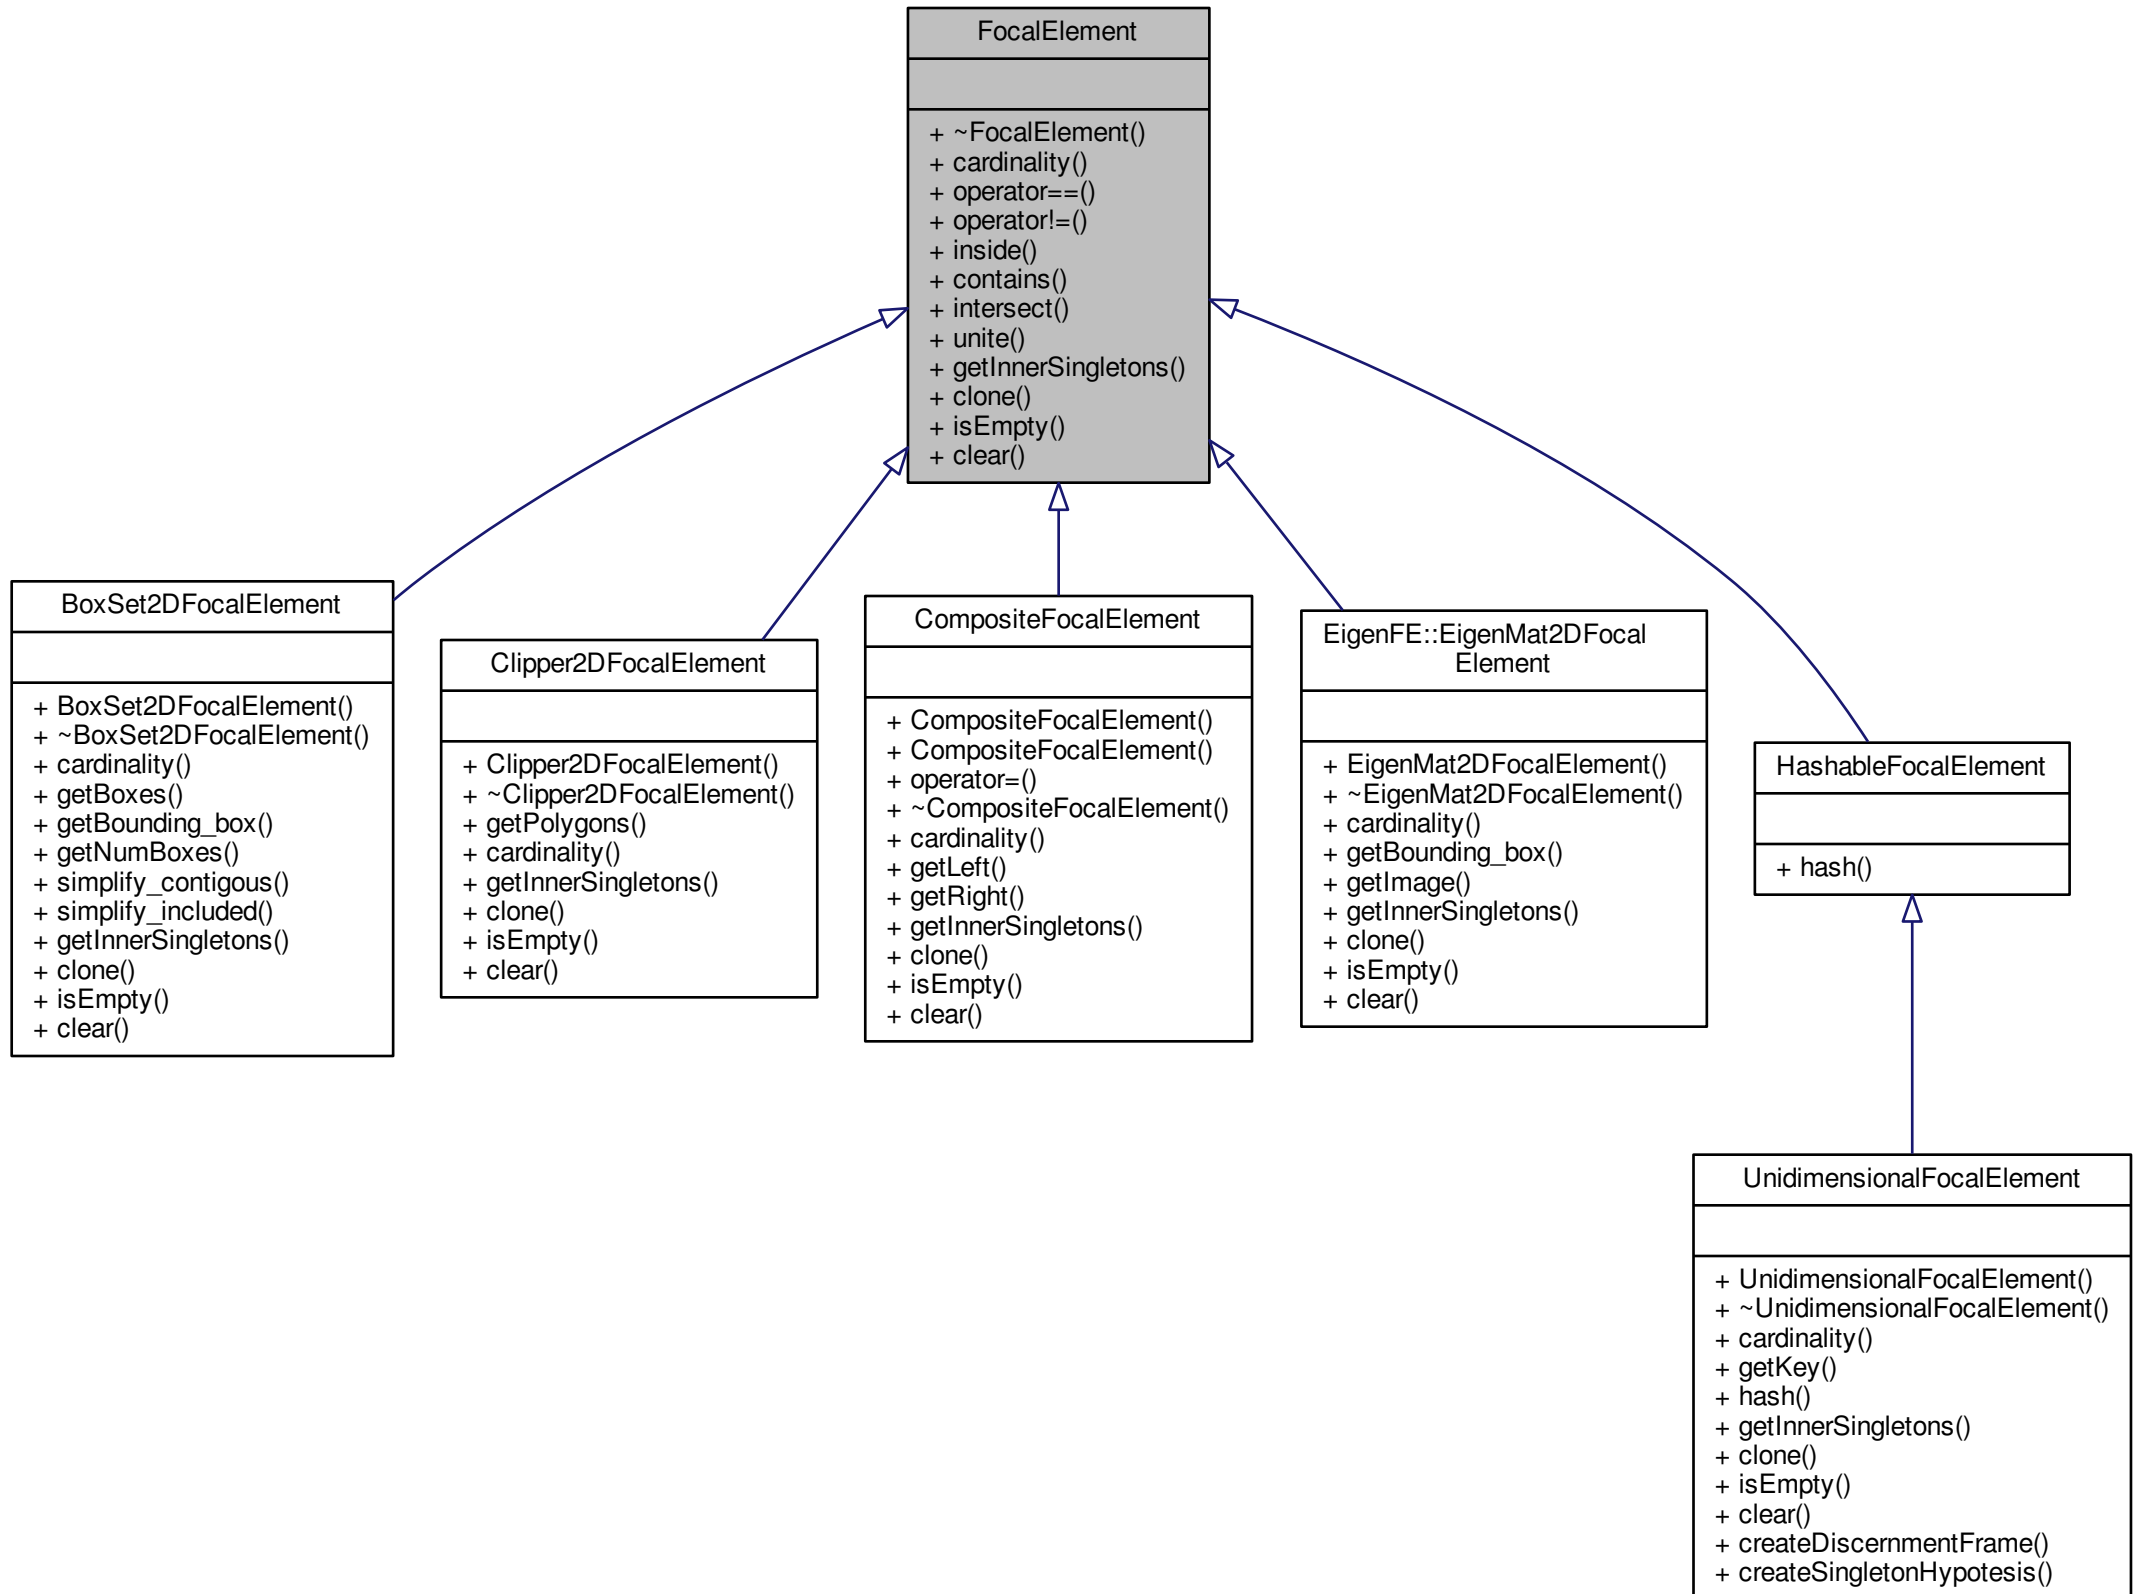 FocalElement
+ ~FocalElement()
+ cardinality()
+ operator==()
+ operator!=()
+ inside()
+ contains()
+ intersect()
+ unite()
+ getInnerSingletons()
+ clone()
+ isEmpty()
+ clear()
BoxSet2DFocalElement
+ BoxSet2DFocalElement()
+ ~BoxSet2DFocalElement()
+ cardinality()
+ getBoxes()
+ getBounding_box()
+ getNumBoxes()
+ simplify_contigous()
+ simplify_included()
+ getInnerSingletons()
+ clone()
+ isEmpty()
+ clear()
Clipper2DFocalElement
+ Clipper2DFocalElement()
+ ~Clipper2DFocalElement()
+ getPolygons()
+ cardinality()
+ getInnerSingletons()
+ clone()
+ isEmpty()
+ clear()
CompositeFocalElement
+ CompositeFocalElement()
+ CompositeFocalElement()
+ operator=()
+ ~CompositeFocalElement()
+ cardinality()
+ getLeft()
+ getRight()
+ getInnerSingletons()
+ clone()
+ isEmpty()
+ clear()
EigenFE::EigenMat2DFocal
Element
+ EigenMat2DFocalElement()
+ ~EigenMat2DFocalElement()
+ cardinality()
+ getBounding_box()
+ getImage()
+ getInnerSingletons()
+ clone()
+ isEmpty()
+ clear()
HashableFocalElement
+ hash()
UnidimensionalFocalElement
+ UnidimensionalFocalElement()
+ ~UnidimensionalFocalElement()
+ cardinality()
+ getKey()
+ hash()
+ getInnerSingletons()
+ clone()
+ isEmpty()
+ clear()
+ createDiscernmentFrame()
+ createSingletonHypotesis()